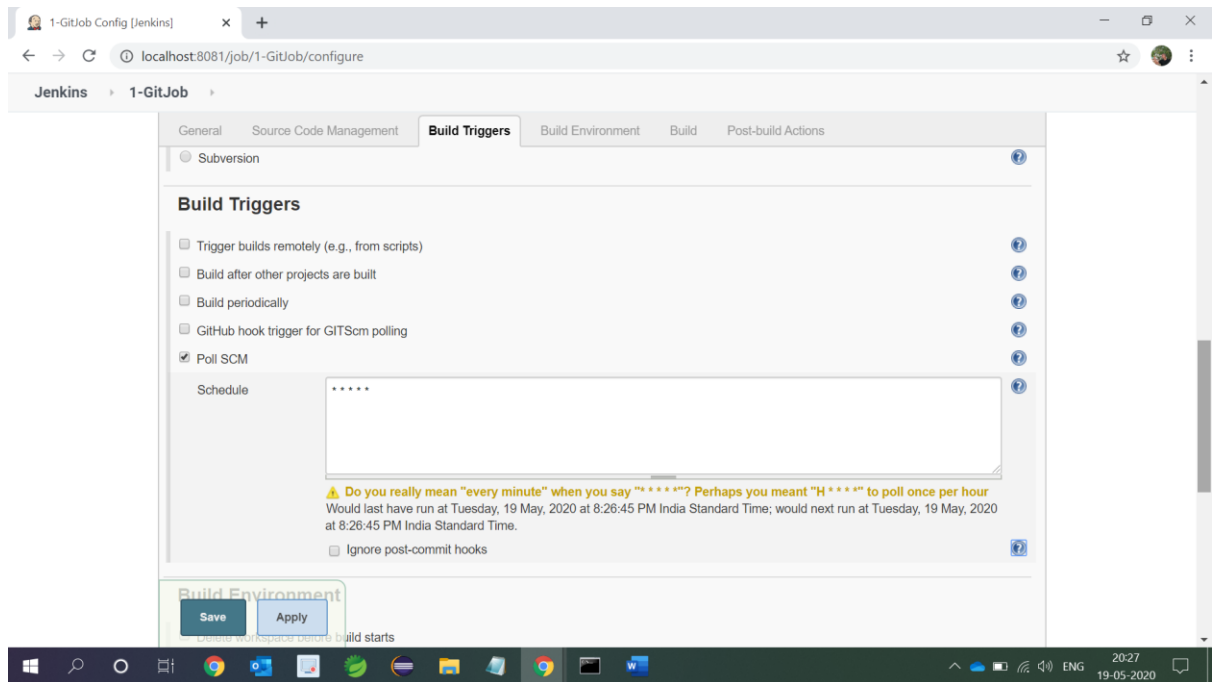 1-GitJob Config [Jenkins]
localhost:8081/job/1-GitJob/configure
Jenkins 1-GitJob
General Source Code Management Build Triggers Build Environment Build Post-build Actions
Subversion
Build Triggers
Trigger builds remotely (e.g., from scripts)
Build after other projects are built
Build periodically
GitHub hook trigger for GITScm polling
Poll SCM
Schedule * * * * *
Do you really mean "every minute" when you say "* * * * *"? Perhaps you meant "H * * * *" to poll once per hour
Would last have run at Tuesday, 19 May, 2020 at 8:26:45 PM India Standard Time; would next run at Tuesday, 19 May, 2020
at 8:26:45 PM India Standard Time.
Ignore post-commit hooks
Build Environment
Save Apply
Delete workspace before build starts
ENG 20:27
19-05-2020